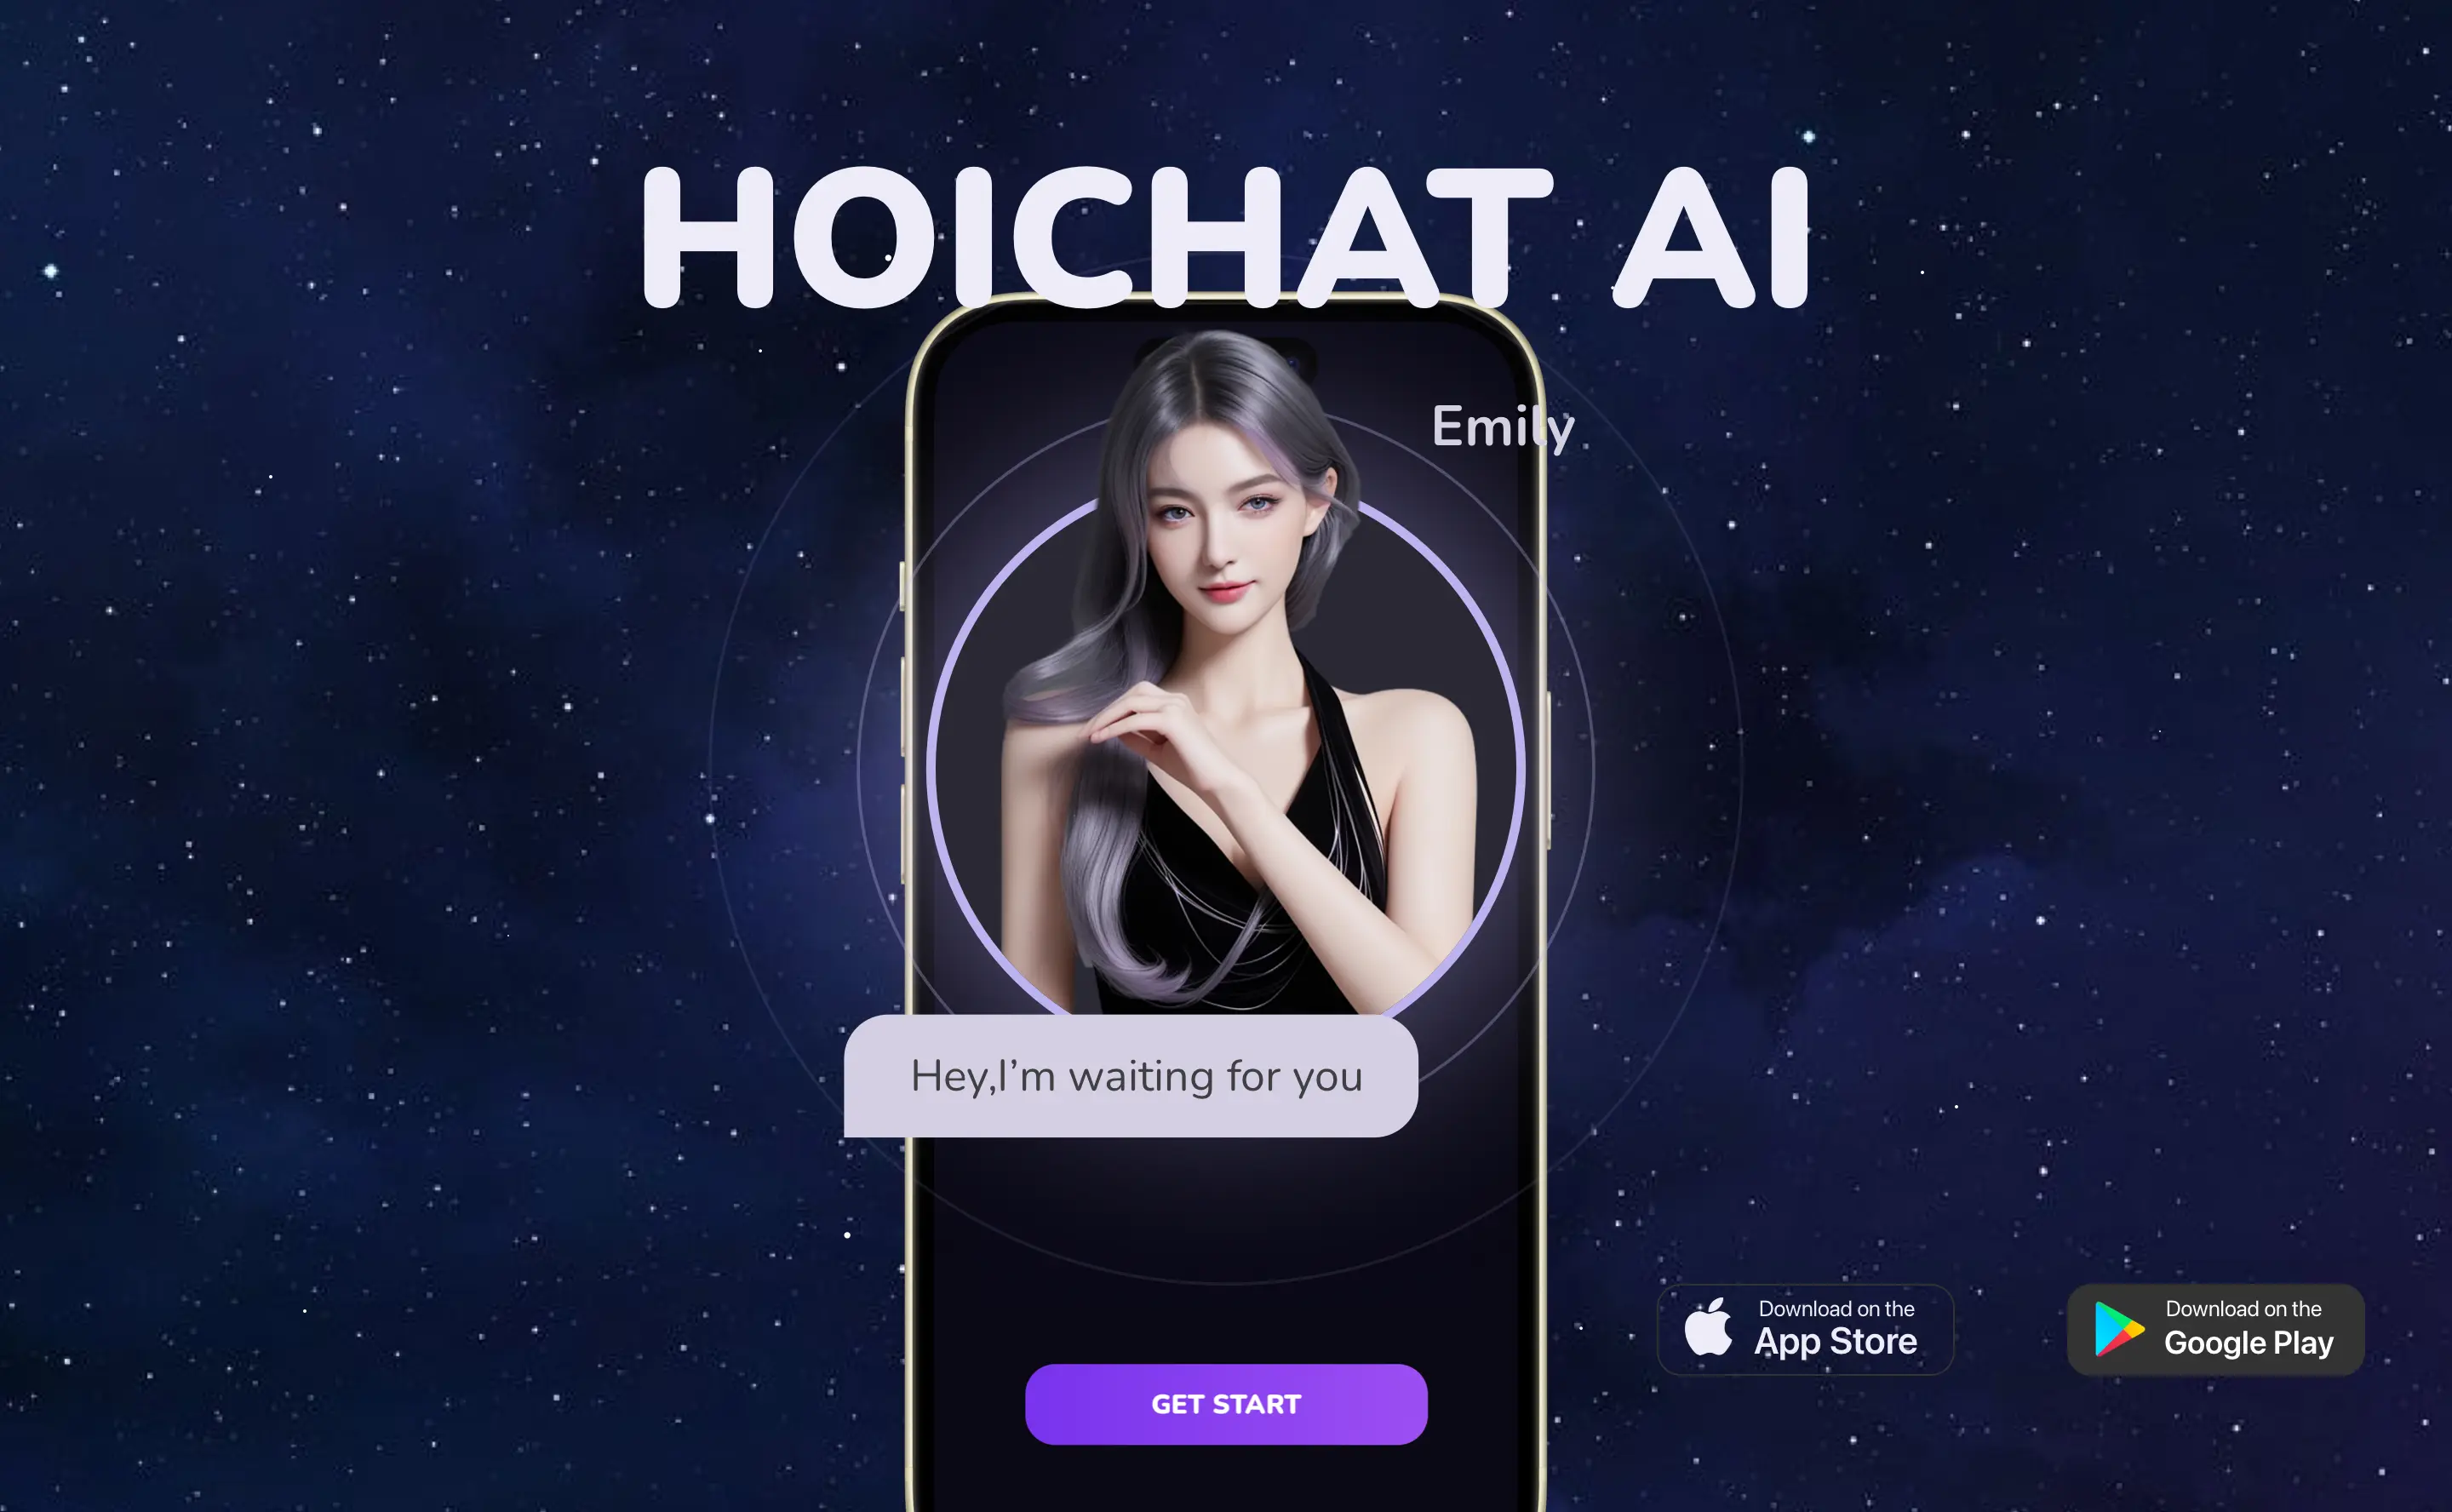 HOICHAT AI
Emily
Hey,I’m waiting for you
Download on the
App Store
Download on the
Google Play
GET START